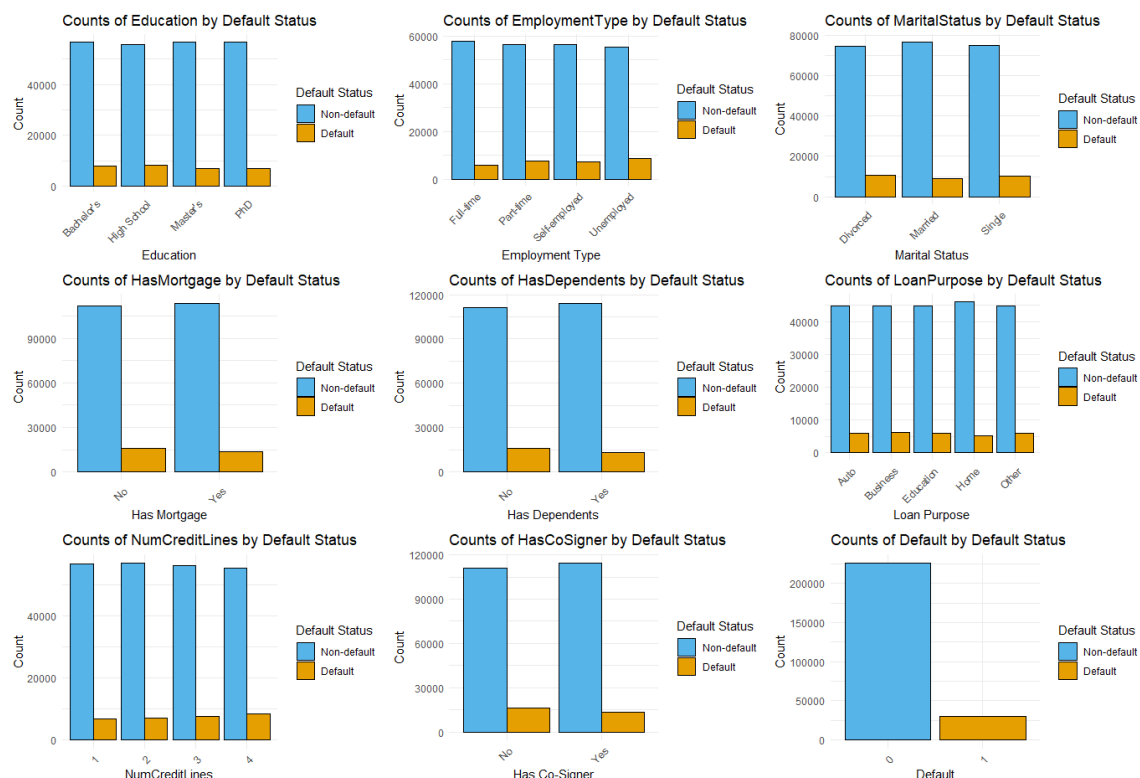 Counts of Education by Default Status
Count
40000
20000
0
Bachelor's
High School
Master's
PhD
Education
Default Status
Non-default
Default
Counts of EmploymentType by Default Status
Count
60000
40000
20000
0
Full-time
Part-time
Self-employed
Unemployed
Employment Type
Default Status
Non-default
Default
Counts of MaritalStatus by Default Status
Count
80000
60000
40000
20000
0
Divorced
Married
Single
Marital Status
Default Status
Non-default
Default
Counts of HasMortgage by Default Status
Count
90000
60000
30000
0
No
Yes
Has Mortgage
Default Status
Non-default
Default
Counts of HasDependents by Default Status
Count
120000
90000
60000
30000
0
No
Yes
Has Dependents
Default Status
Non-default
Default
Counts of LoanPurpose by Default Status
Count
40000
30000
20000
10000
0
Auto
Business
Education
Home
Other
Loan Purpose
Default Status
Non-default
Default
Counts of NumCreditLines by Default Status
Count
40000
20000
0
1
2
3
4
NumCreditLines
Default Status
Non-default
Default
Counts of HasCoSigner by Default Status
Count
120000
90000
60000
30000
0
No
Yes
Has Co-Signer
Default Status
Non-default
Default
Counts of Default by Default Status
Count
200000
150000
100000
50000
0
0
1
Default
Default Status
Non-default
Default